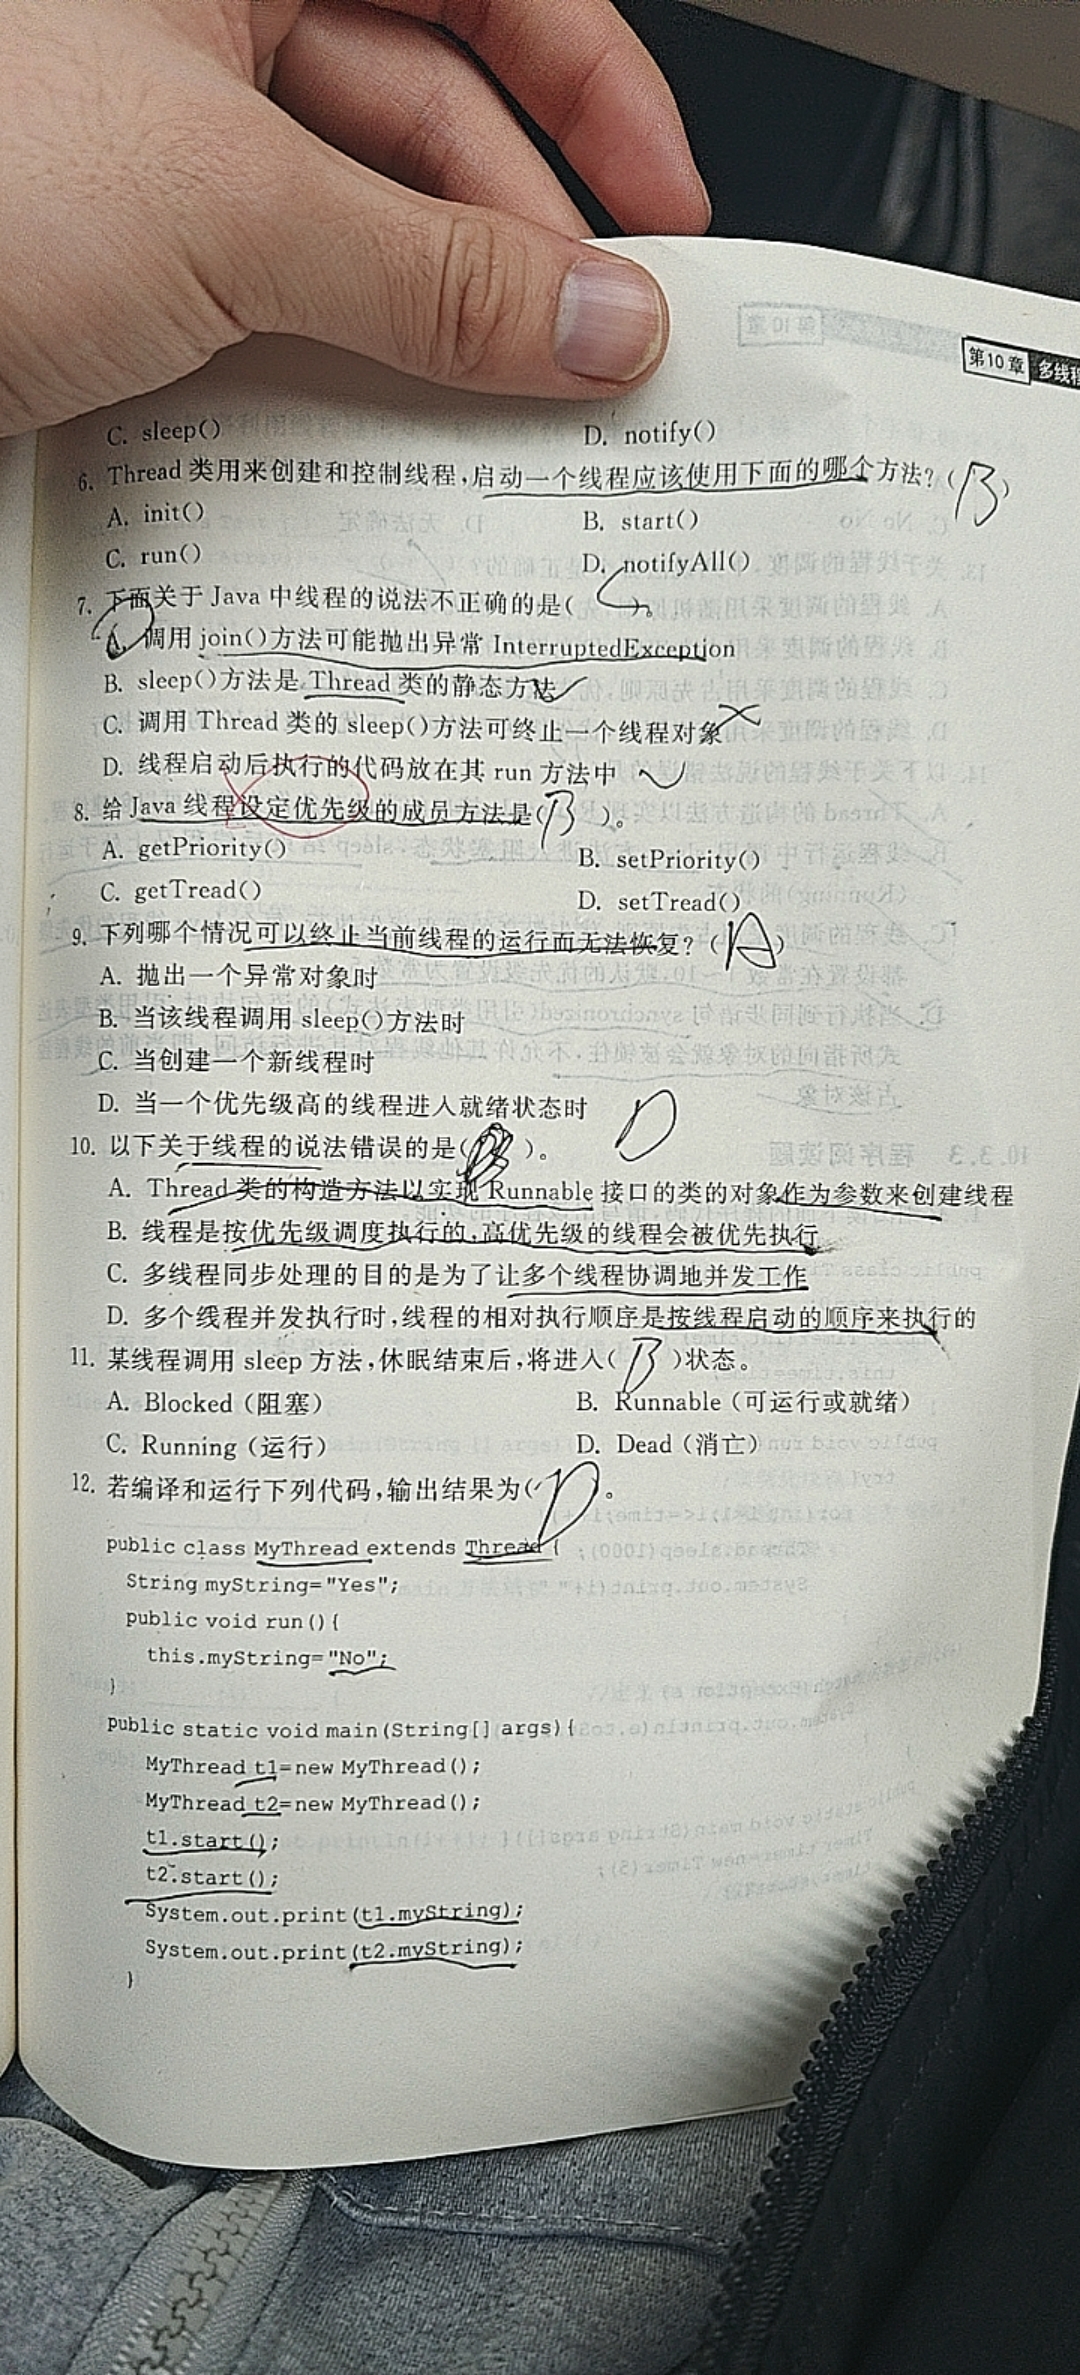 第10章 多线程
C. sleep()
D. notify()
6. Thread 类用来创建和控制线程,启动一个线程应该使用下面的哪个方法? ( B )
A. init()
B. start()
C. run()
D. notifyAll()
7. 下面关于 Java 中线程的说法不正确的是( C )。
A. 调用 join()方法可能抛出异常 InterruptedException
B. sleep()方法是 Thread 类的静态方法
C. 调用 Thread 类的 sleep()方法可终止一个线程对象
D. 线程启动后执行的代码放在其 run 方法中
8. 给 Java 线程设定优先级的成员方法是( B )。
A. getPriority()
B. setPriority()
C. getTread()
D. setTread()
9. 下列哪个情况可以终止当前线程的运行而无法恢复? ( A )
A. 抛出一个异常对象时
B. 当该线程调用 sleep()方法时
C. 当创建一个新线程时
D. 当一个优先级高的线程进入就绪状态时
D
10. 以下关于线程的说法错误的是( )。
A. Thread 类的构造方法以实现 Runnable 接口的类的对象作为参数来创建线程
B. 线程是按优先级调度执行的,高优先级的线程会被优先执行
C. 多线程同步处理的目的是为了让多个线程协调地并发工作
D. 多个线程并发执行时,线程的相对执行顺序是按线程启动的顺序来执行的
11. 某线程调用 sleep 方法,休眠结束后,将进入( B )状态。
A. Blocked (阻塞)
B. Runnable (可运行或就绪)
C. Running (运行)
D. Dead (消亡)
12. 若编译和运行下列代码,输出结果为( D )。
public class MyThread extends Thread {
String myString="Yes";
public void run(){
this.myString="No";
}
public static void main(String[] args){
MyThread t1=new MyThread();
MyThread t2=new MyThread();
t1.start();
t2.start();
System.out.print(t1.myString);
System.out.print(t2.myString);
}